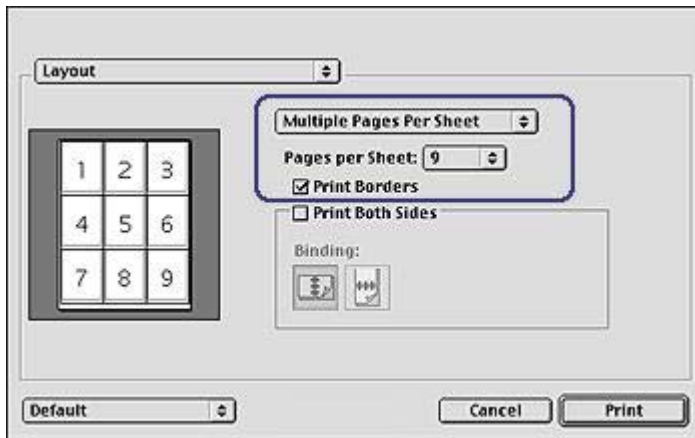 Layout
Multiple Pages Per Sheet
Pages per Sheet: 9
Print Borders
Print Both Sides
Binding:
1 2 3
4 5 6
7 8 9
Default
Cancel
Print